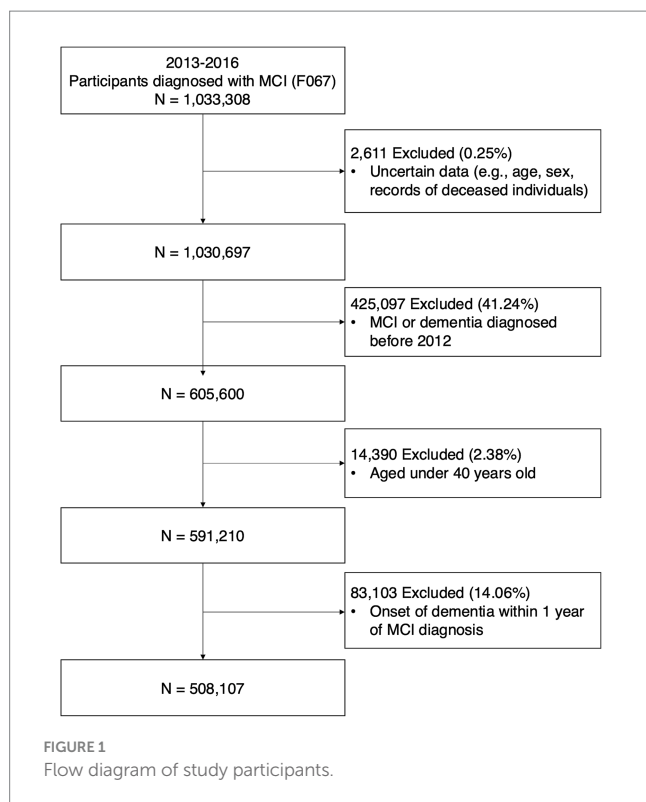 2013-2016
Participants diagnosed with MCI (F067)
N = 1,033,308
2,611 Excluded (0.25%)
• Uncertain data (e.g., age, sex,
records of deceased individuals)
N = 1,030,697
425,097 Excluded (41.24%)
• MCI or dementia diagnosed
before 2012
N = 605,600
14,390 Excluded (2.38%)
• Aged under 40 years old
N = 591,210
83,103 Excluded (14.06%)
• Onset of dementia within 1 year
of MCI diagnosis
N = 508,107
FIGURE 1
Flow diagram of study participants.